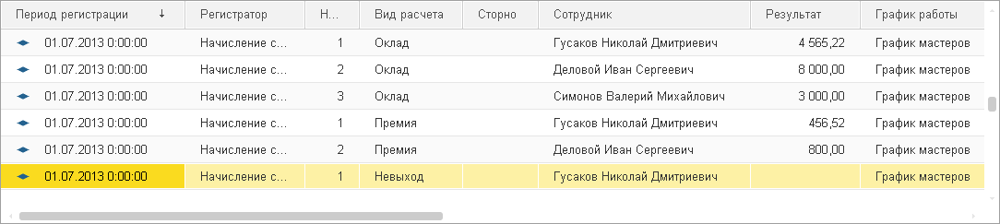 Период регистрации ↓ Регистратор Н... Вид расчета Сторно Сотрудник Результат График работы
01.07.2013 0:00:00 Начисление с... 1 Оклад Гусаков Николай Дмитриевич 4 565,22 График мастеров
01.07.2013 0:00:00 Начисление с... 2 Оклад Деловой Иван Сергеевич 8 000,00 График мастеров
01.07.2013 0:00:00 Начисление с... 3 Оклад Симонов Валерий Михайлович 3 000,00 График мастеров
01.07.2013 0:00:00 Начисление с... 1 Премия Гусаков Николай Дмитриевич 456,52 График мастеров
01.07.2013 0:00:00 Начисление с... 2 Премия Деловой Иван Сергеевич 800,00 График мастеров
01.07.2013 0:00:00 Начисление с... 1 Невыход Гусаков Николай Дмитриевич График мастеров